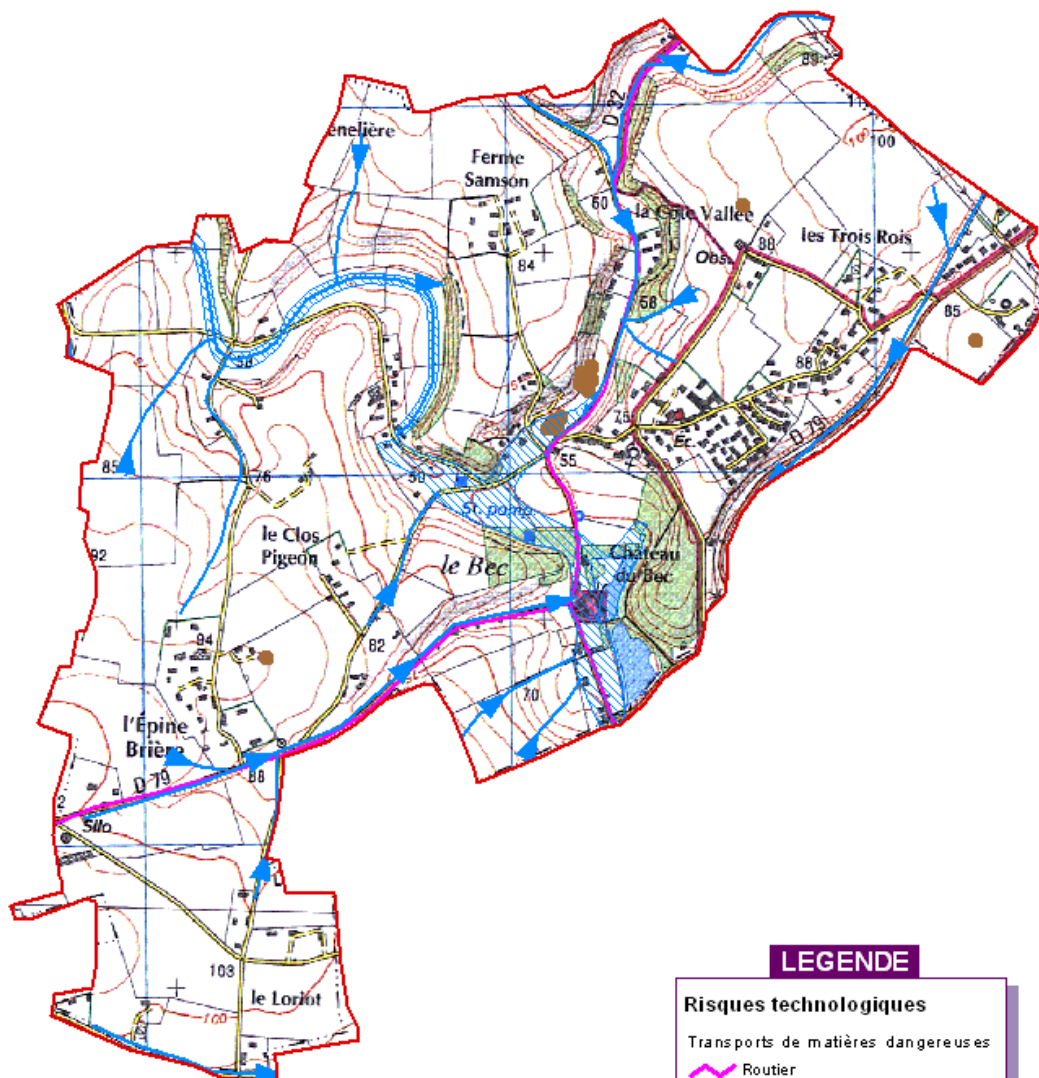 89
D 32
100
enelière
Ferme
Samson
60
la Côte Vallée
88
les Trois Rois
Obs.
84
58
85
58
88
75
Ec.
D 79
55
85
76
50
St. pomp.
le Clos
Pigeon
le Bec
Château
du Bec
92
94
82
70
l'Épine
Brière
D 79
88
2
Silo
103
le Loriot
100
LEGENDE
Risques technologiques
Transports de matières dangereuses
Routier